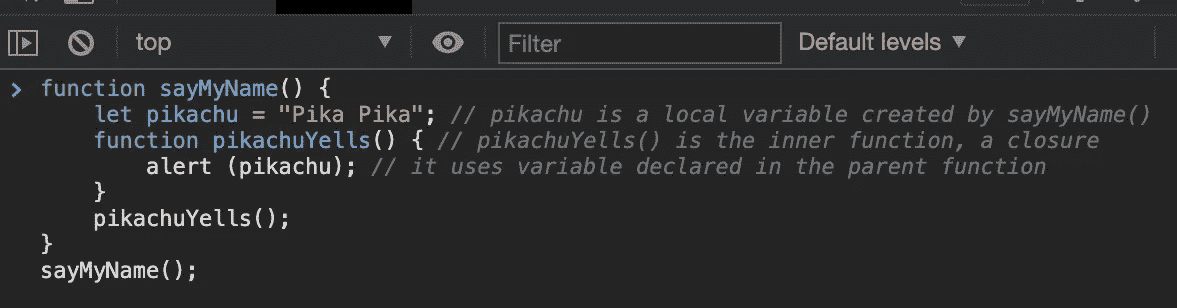 top ▼ Filter Default levels ▼
function sayMyName() {
    let pikachu = "Pika Pika"; // pikachu is a local variable created by sayMyName()
    function pikachuYells() { // pikachuYells() is the inner function, a closure
        alert (pikachu); // it uses variable declared in the parent function
    }
    pikachuYells();
}
sayMyName();